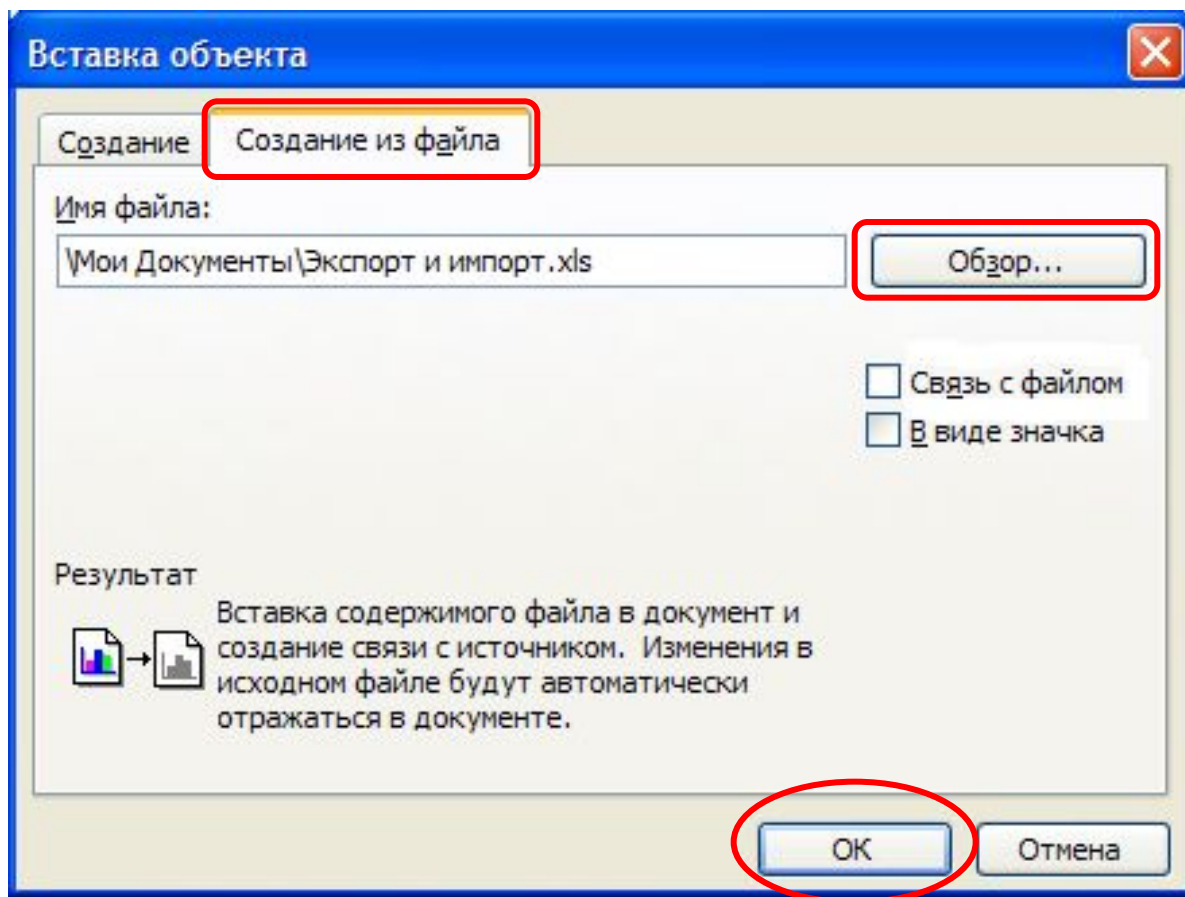 Вставка объекта
Создание
Создание из файла
Имя файла:
\Мои Документы\Экспорт и импорт.xls
Обзор...
Связь с файлом
В виде значка
Результат
Вставка содержимого файла в документ и
создание связи с источником. Изменения в
исходном файле будут автоматически
отражаться в документе.
ОК
Отмена